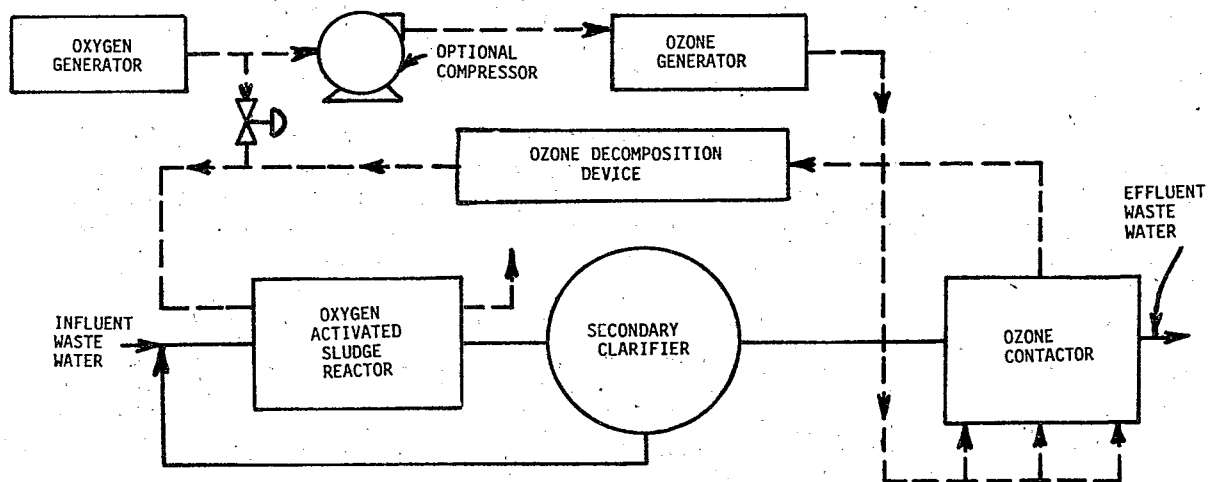 OXYGEN
GENERATOR
OPTIONAL
COMPRESSOR
OZONE
GENERATOR
OZONE DECOMPOSITION
DEVICE
EFFLUENT
WASTE
WATER
INFLUENT
WASTE
WATER
OXYGEN
ACTIVATED
SLUDGE
REACTOR
SECONDARY
CLARIFIER
OZONE
CONTACTOR